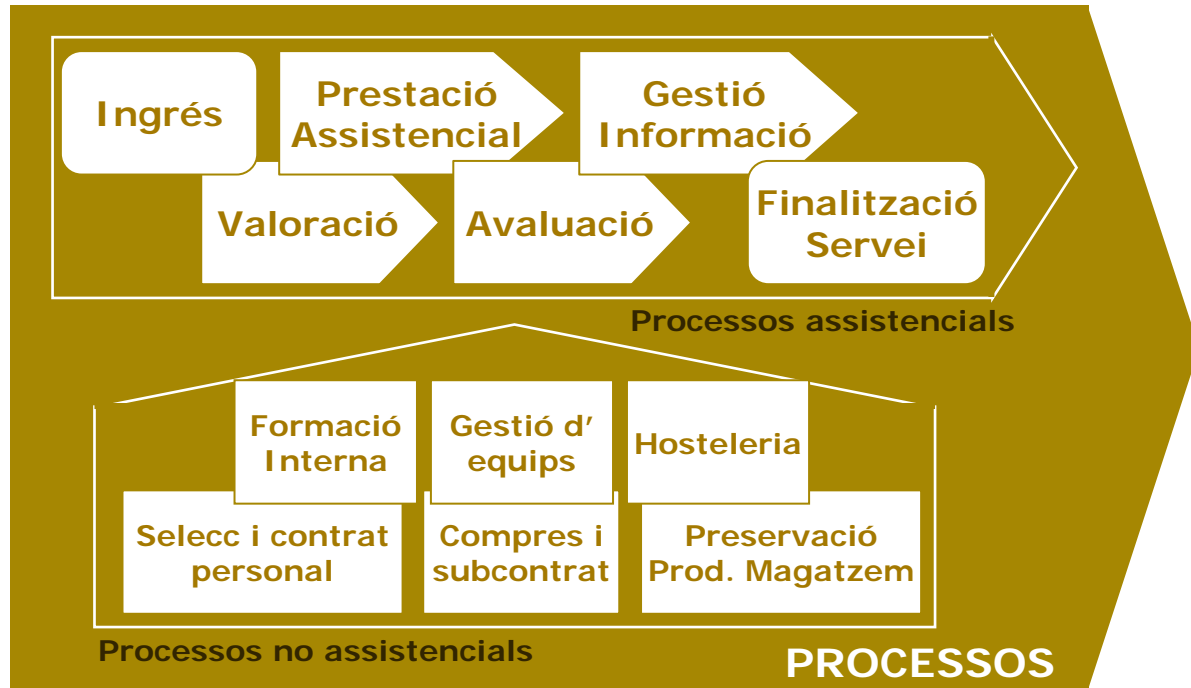 Ingrés
Prestació
Assistencial
Gestió
Informació
Valoració
Avaluació
Finalització
Servei
Processos assistencials
Formació
Interna
Gestió d’
equips
Hosteleria
Selecc i contrat
personal
Compres i
subcontrat
Preservació
Prod. Magatzem
Processos no assistencials
PROCESSOS